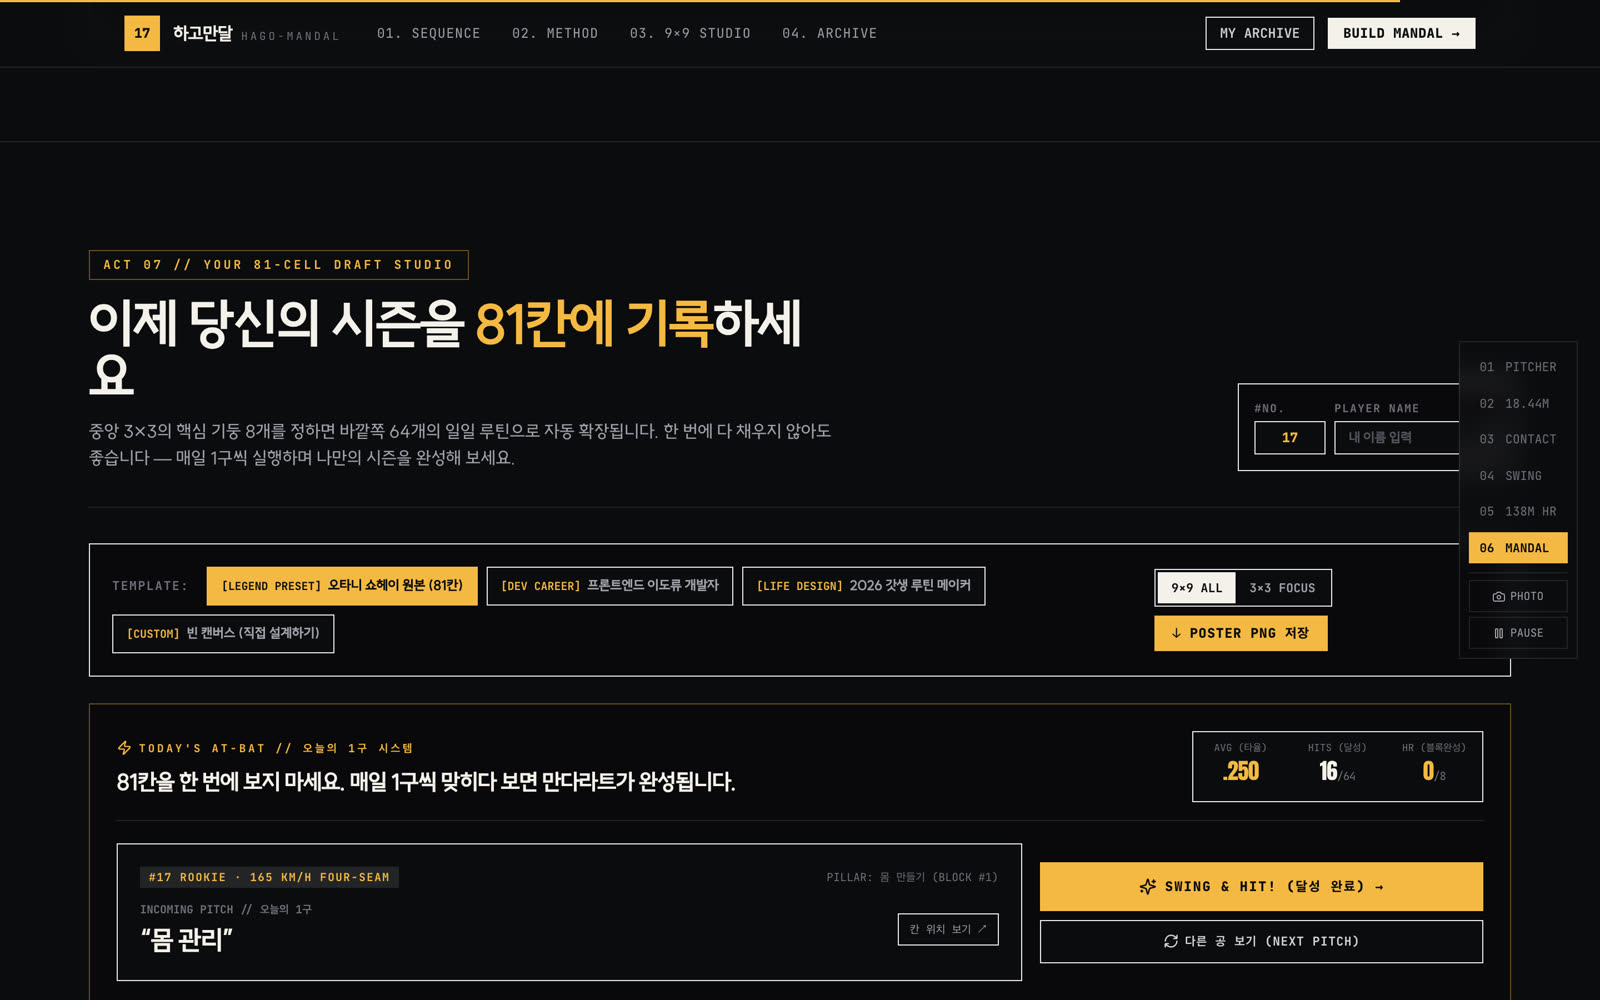 17 하고만달 HAGO-MANDAL 01. SEQUENCE 02. METHOD 03. 9×9 STUDIO 04. ARCHIVE MY ARCHIVE BUILD MANDAL →
ACT 07 // YOUR 81-CELL DRAFT STUDIO
이제 당신의 시즌을 81칸에 기록하세
요
중앙 3×3의 핵심 기둥 8개를 정하면 바깥쪽 64개의 일일 루틴으로 자동 확장됩니다. 한 번에 다 채우지 않아도
좋습니다 — 매일 1구씩 실행하며 나만의 시즌을 완성해 보세요.
#NO. PLAYER NAME
17 내 이름 입력
01 PITCHER
02 18.44M
03 CONTACT
04 SWING
05 138M HR
06 MANDAL
PHOTO
PAUSE
TEMPLATE: [LEGEND PRESET] 오타니 쇼헤이 원본 (81칸) [DEV CAREER] 프론트엔드 이도류 개발자 [LIFE DESIGN] 2026 갓생 루틴 메이커
[CUSTOM] 빈 캔버스 (직접 설계하기)
9×9 ALL 3×3 FOCUS
↓ POSTER PNG 저장
TODAY'S AT-BAT // 오늘의 1구 시스템
81칸을 한 번에 보지 마세요. 매일 1구씩 맞히다 보면 만다라트가 완성됩니다.
AVG (타율) HITS (달성) HR (블록완성)
.250 16/64 0/8
#17 ROOKIE · 165 KM/H FOUR-SEAM PILLAR: 몸 만들기 (BLOCK #1)
INCOMING PITCH // 오늘의 1구
“몸 관리” 칸 위치 보기 ↗
SWING & HIT! (달성 완료) →
다른 공 보기 (NEXT PITCH)